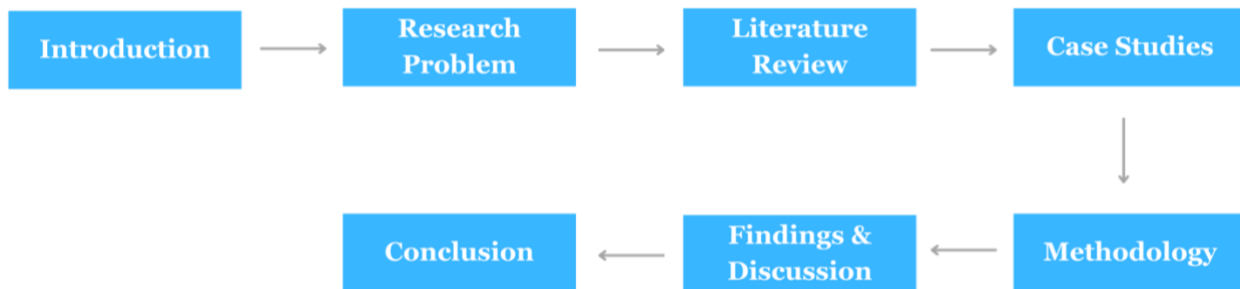 Introduction
Research
Problem
Literature
Review
Case Studies
Methodology
Findings &
Discussion
Conclusion